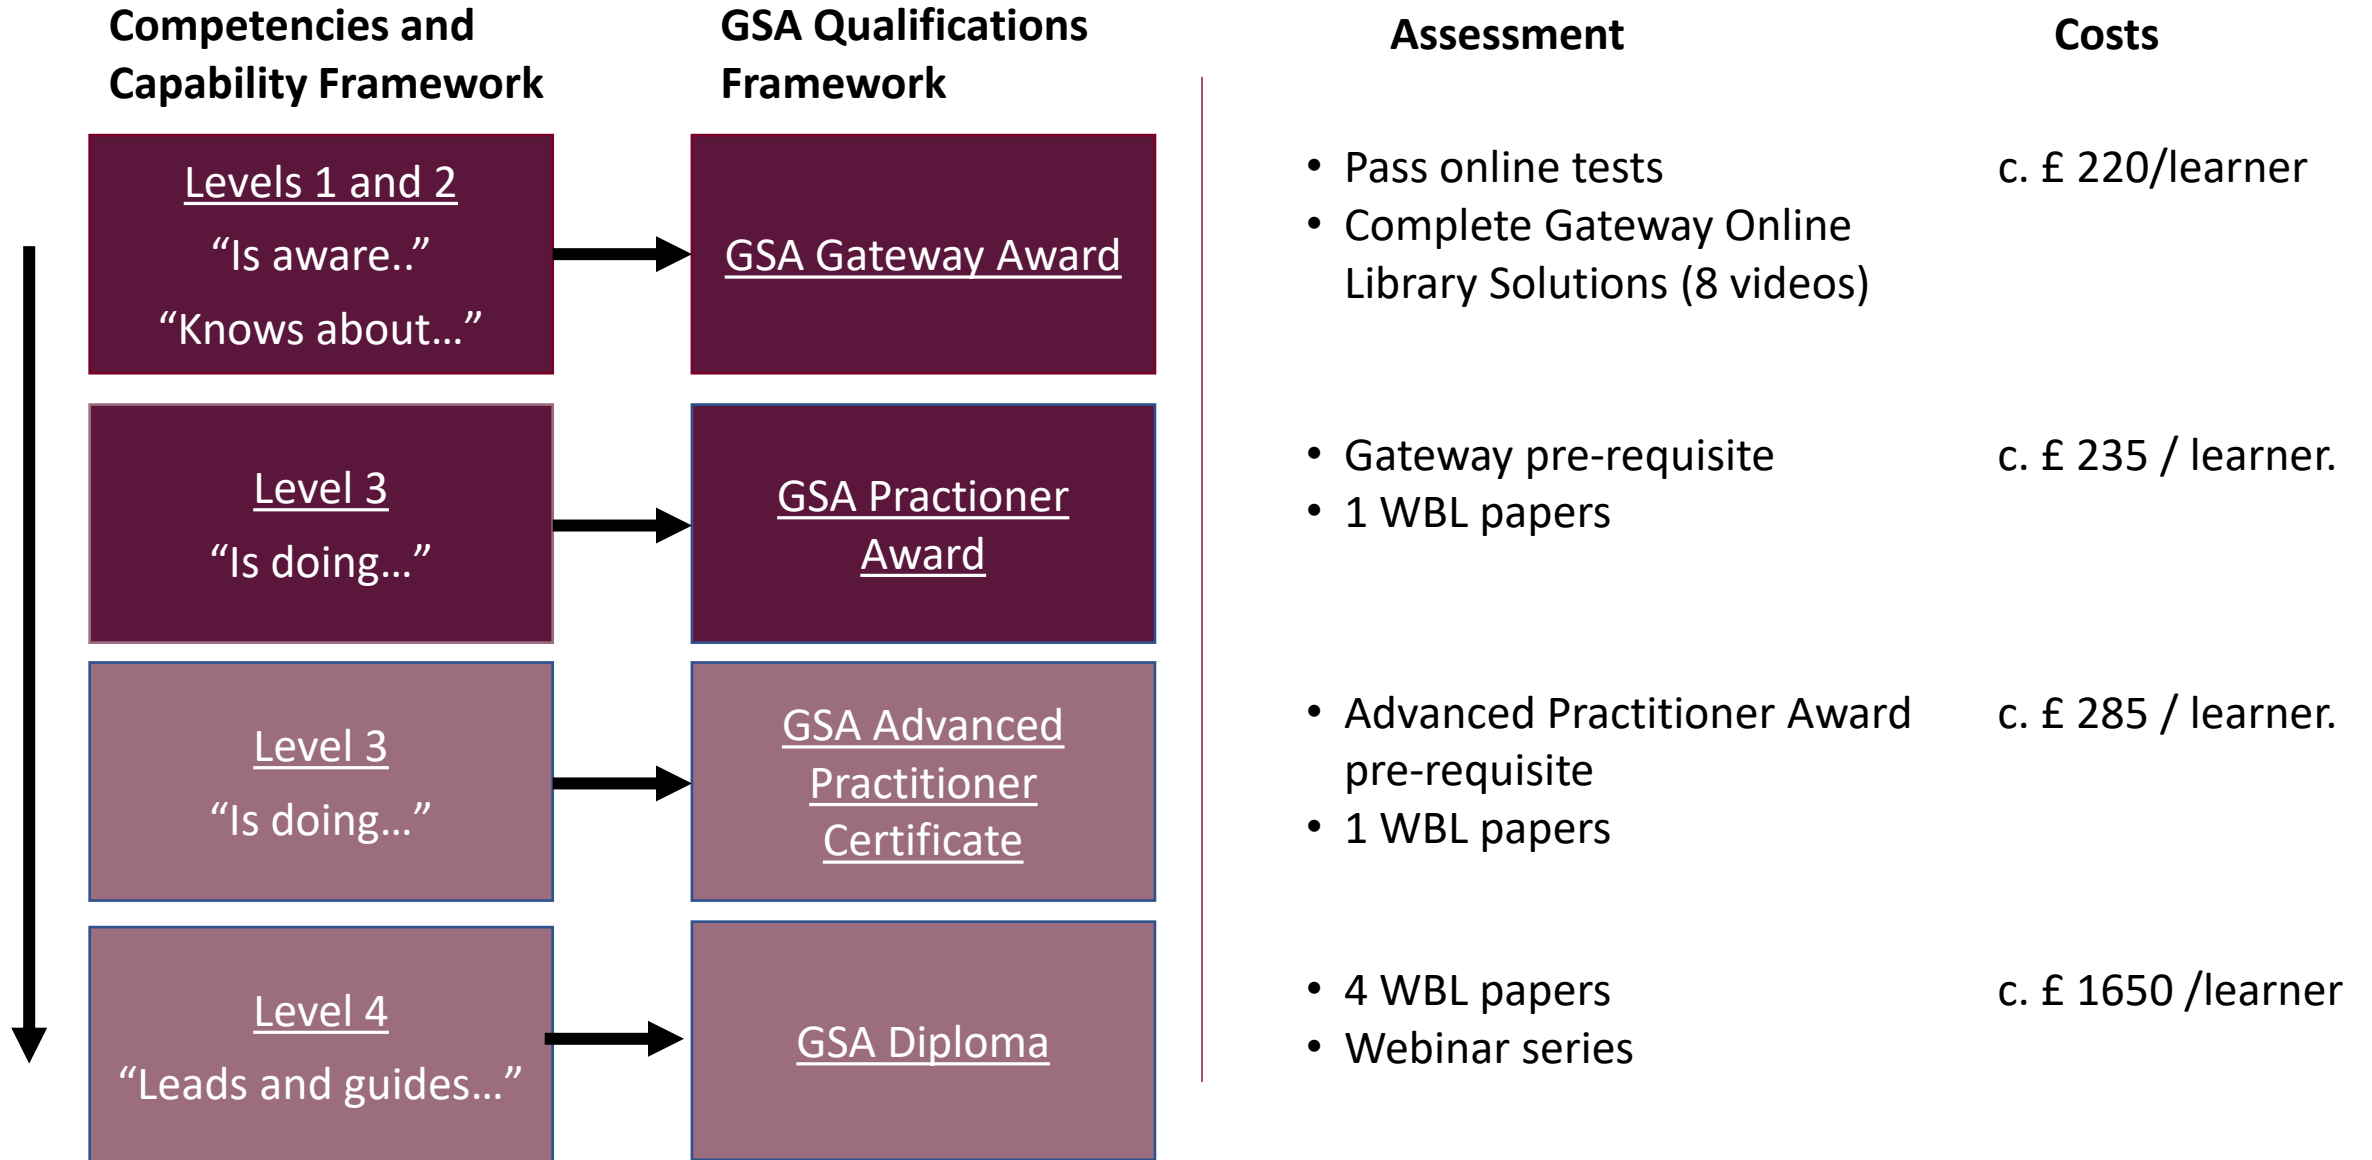 Competencies and
Capability Framework
GSA Qualifications
Framework
Assessment
Costs
Levels 1 and 2
“Is aware..”
“Knows about…”
GSA Gateway Award
• Pass online tests
• Complete Gateway Online
Library Solutions (8 videos)
c. £ 220/learner
Level 3
“Is doing…”
GSA Practioner
Award
• Gateway pre-requisite
• 1 WBL papers
c. £ 235 / learner.
Level 3
“Is doing…”
GSA Advanced
Practitioner
Certificate
• Advanced Practitioner Award
pre-requisite
• 1 WBL papers
c. £ 285 / learner.
Level 4
“Leads and guides…”
GSA Diploma
• 4 WBL papers
• Webinar series
c. £ 1650 /learner